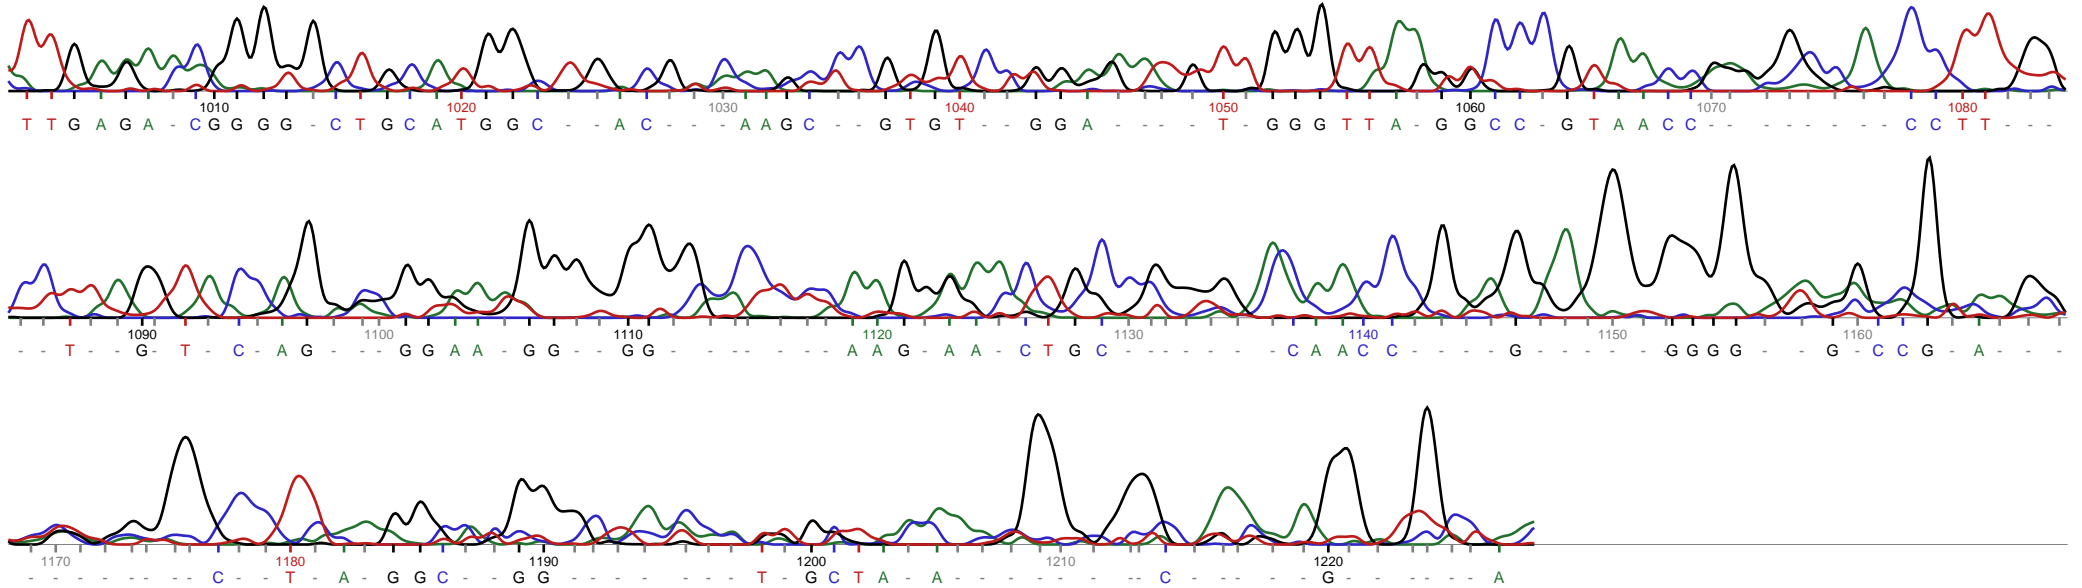 1010 1020 1030 1040 1050 1060 1070 1080
T T G A G A - C G G G G - C T G C A T G G C - - A C - - - A A G C - - G T G T - - G G A - - - - T - G G G T T A - G G C C - G T A A C C - - - - - - - - C C T T - - -
1090 1100 1110 1120 1130 1140 1150 1160
- - T - - G - T - C - A G - - - G G A A - G G - - G G - - - - - - - A A G - A A - C T G C - - - - - - - C A A C C - - - - G - - - - - G G G G - - - G - C C G - A - - -
1170 1180 1190 1200 1210 1220
- - - - - - - - C - - T - A - G G C - - G G - - - - - - - T - G C T A - A - - - - - - - - C - - - - - G - - - - - - A